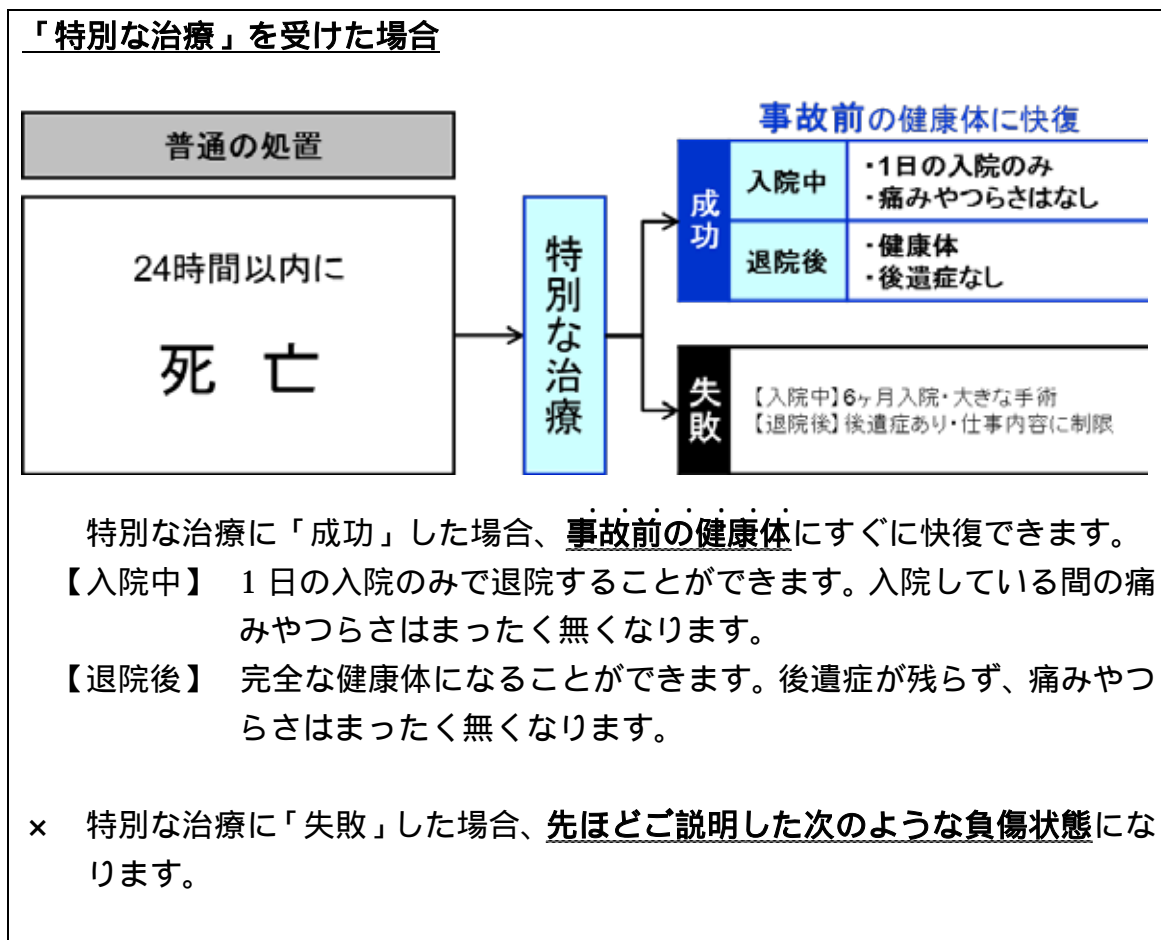 「特別な治療」を受けた場合
普通の処置
24時間以内に
死 亡
特別な治療
事故前の健康体に快復
成功
入院中
・1日の入院のみ
・痛みやつらさはなし
退院後
・健康体
・後遺症なし
失敗
【入院中】6ヶ月入院・大きな手術
【退院後】後遺症あり・仕事内容に制限
特別な治療に「成功」した場合、事故前の健康体にすぐに快復できます。
【入院中】 1日の入院のみで退院することができます。入院している間の痛
みやつらさはまったく無くなります。
【退院後】 完全な健康体になることができます。後遺症が残らず、痛みやつ
らさはまったく無くなります。
× 特別な治療に「失敗」した場合、先ほどご説明した次のような負傷状態にな
ります。